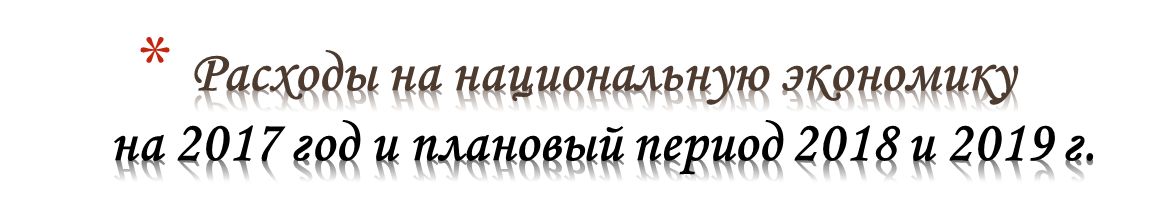 * Расходы на национальную экономику
на 2017 год и плановый период 2018 и 2019 г.